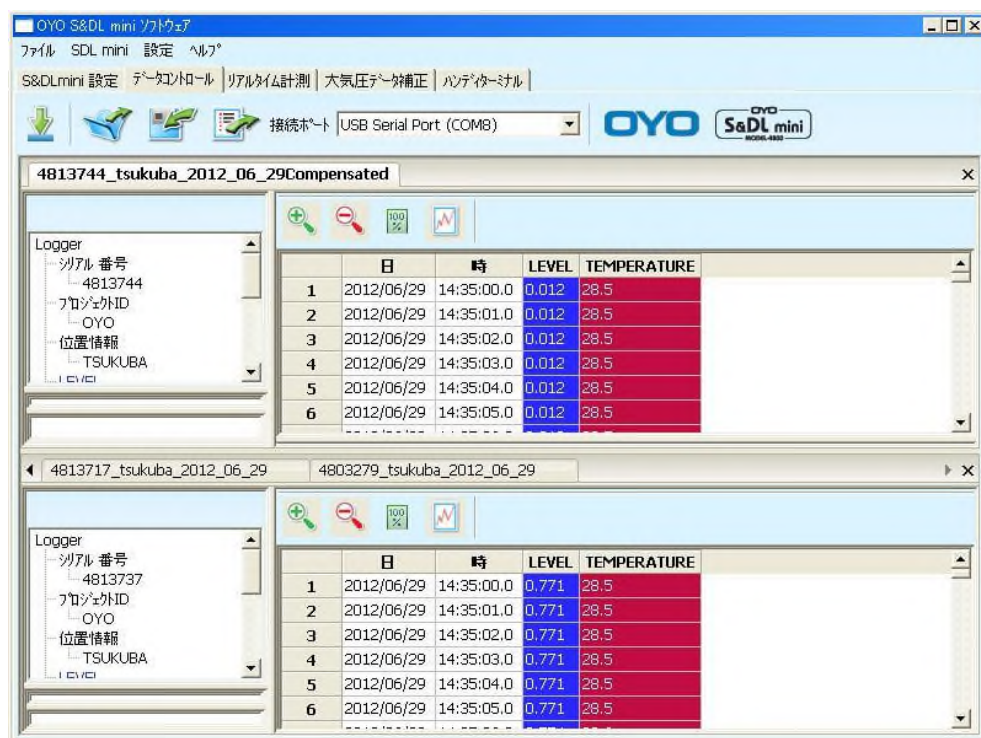 OYO S&DL mini ソフトウェア
ファイル SDL mini 設定 ヘルプ
S&DLmini 設定 データコントロール リアルタイム計測 大気圧データ補正 ハンディターミナル
接続ポート USB Serial Port (COM8) OYO OYO S&DL mini MODEL-4800
4813744_tsukuba_2012_06_29Compensated
100 %
Logger
シリアル 番号
4813744
プロジェクトID
OYO
位置情報
TSUKUBA
LEVEL
日 時 LEVEL TEMPERATURE
1 2012/06/29 14:35:00.0 0.012 28.5
2 2012/06/29 14:35:01.0 0.012 28.5
3 2012/06/29 14:35:02.0 0.012 28.5
4 2012/06/29 14:35:03.0 0.012 28.5
5 2012/06/29 14:35:04.0 0.012 28.5
6 2012/06/29 14:35:05.0 0.012 28.5
4813717_tsukuba_2012_06_29 4803279_tsukuba_2012_06_29
100 %
Logger
シリアル 番号
4813737
プロジェクトID
OYO
位置情報
TSUKUBA
LEVEL
日 時 LEVEL TEMPERATURE
1 2012/06/29 14:35:00.0 0.771 28.5
2 2012/06/29 14:35:01.0 0.771 28.5
3 2012/06/29 14:35:02.0 0.771 28.5
4 2012/06/29 14:35:03.0 0.771 28.5
5 2012/06/29 14:35:04.0 0.771 28.5
6 2012/06/29 14:35:05.0 0.771 28.5